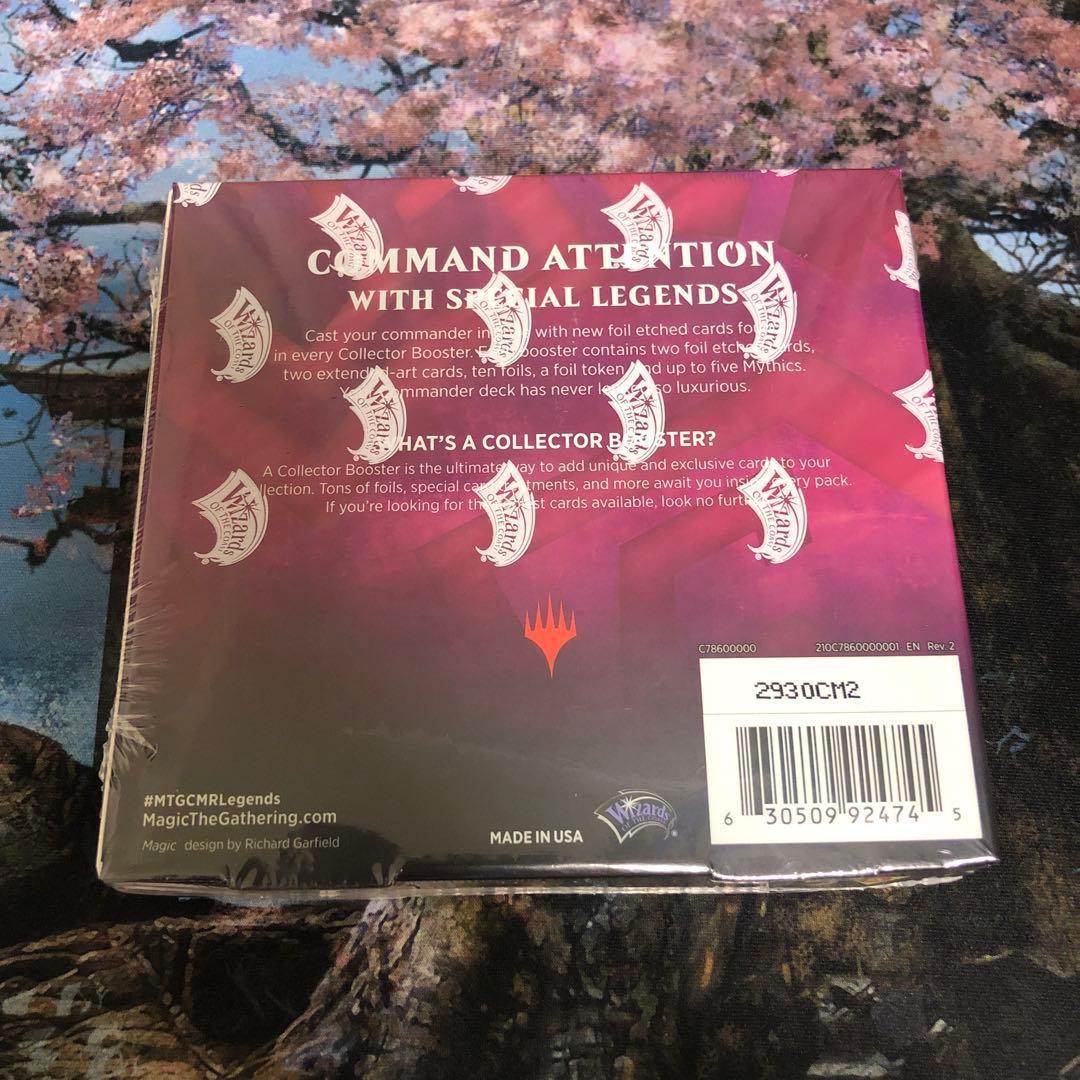 COMMAND ATTENTION
WITH SPECIAL LEGENDS
Cast your commander in with new foil etched cards
in every Collector Booster. booster contains two foil etched cards,
two extended-art cards, ten foils, a foil token and up to five Mythics.
commander deck has never so luxurious.
WHAT'S A COLLECTOR BOOSTER?
A Collector Booster is the ultimate way to add unique and exclusive cards to your
collection. Tons of foils, special card treatments, and more await you inside every pack.
If you're looking for the cards available, look no
C78600000 210C7860000001 EN Rev. 2
2930CM2
6 30509 92474 5
#MTGCMRLegends
MagicTheGathering.com
Magic design by Richard Garfield
MADE IN USA
Wizards
OF THE COAST